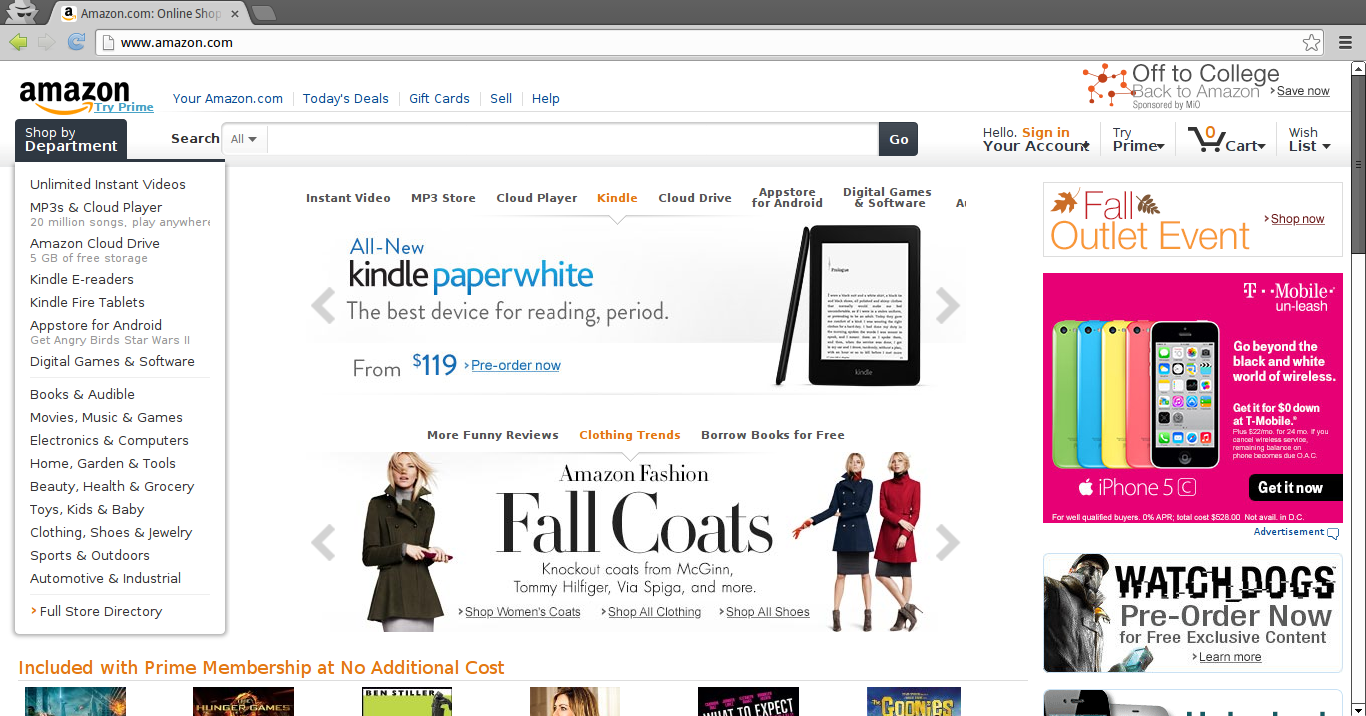 Amazon.com: Online Shop
www.amazon.com
amazon
Try Prime
Your Amazon.com
Today's Deals
Gift Cards
Sell
Help
Off to College
Back to Amazon
Sponsored by MiO
Save now
Shop by
Department
Search
All
Go
Hello. Sign in
Your Account
Try
Prime
0
Cart
Wish
List
Unlimited Instant Videos
MP3s & Cloud Player
20 million songs, play anywhere
Amazon Cloud Drive
5 GB of free storage
Kindle E-readers
Kindle Fire Tablets
Appstore for Android
Get Angry Birds Star Wars II
Digital Games & Software
Books & Audible
Movies, Music & Games
Electronics & Computers
Home, Garden & Tools
Beauty, Health & Grocery
Toys, Kids & Baby
Clothing, Shoes & Jewelry
Sports & Outdoors
Automotive & Industrial
Full Store Directory
Instant Video
MP3 Store
Cloud Player
Kindle
Cloud Drive
Appstore
for Android
Digital Games
& Software
All-New
kindle paperwhite
The best device for reading, period.
From $119
Pre-order now
Prologue
kindle
More Funny Reviews
Clothing Trends
Borrow Books for Free
Amazon Fashion
Fall Coats
Knockout coats from McGinn,
Tommy Hilfiger, Via Spiga, and more.
Shop Women's Coats
Shop All Clothing
Shop All Shoes
Fall
Outlet Event
Shop now
T-Mobile
un-leash
Go beyond the
black and white
world of wireless.
Get it for $0 down
at T-Mobile.*
Plus $22/mo. for 24 mo. If you
cancel wireless service,
remaining balance on
phone becomes due O.A.C.
iPhone 5C
Get it now
For well qualified buyers. 0% APR; total cost $528.00 Not avail. in D.C.
Advertisement
WATCH_DOGS
Pre-Order Now
for Free Exclusive Content
Learn more
Included with Prime Membership at No Additional Cost
THE HUNGER GAMES
BEN STILLER
WHAT TO EXPECT
THE GOONIES